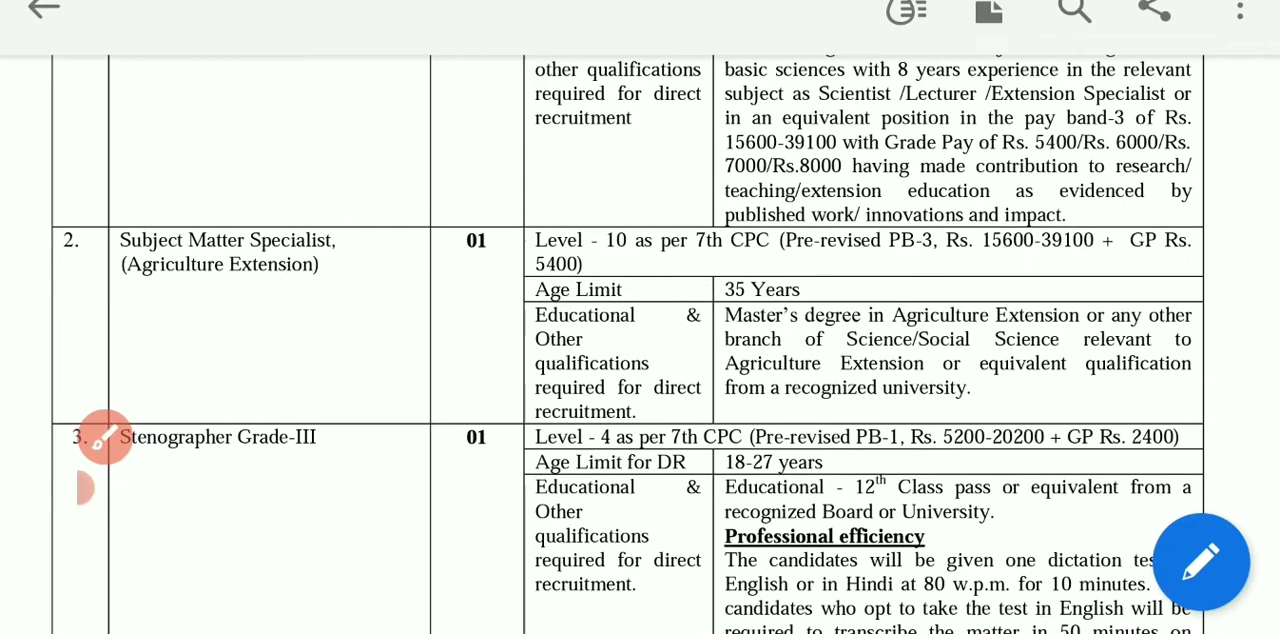 other qualifications
required for direct
recruitment
basic sciences with 8 years experience in the relevant
subject as Scientist /Lecturer /Extension Specialist or
in an equivalent position in the pay band-3 of Rs.
15600-39100 with Grade Pay of Rs. 5400/Rs. 6000/Rs.
7000/Rs.8000 having made contribution to research/
teaching/extension education as evidenced by
published work/ innovations and impact.
2.
Subject Matter Specialist,
(Agriculture Extension)
01
Level - 10 as per 7th CPC (Pre-revised PB-3, Rs. 15600-39100 + GP Rs.
5400)
Age Limit
35 Years
Educational &
Other
qualifications
required for direct
recruitment.
Master's degree in Agriculture Extension or any other
branch of Science/Social Science relevant to
Agriculture Extension or equivalent qualification
from a recognized university.
3.
Stenographer Grade-III
01
Level - 4 as per 7th CPC (Pre-revised PB-1, Rs. 5200-20200 + GP Rs. 2400)
Age Limit for DR
18-27 years
Educational &
Other
qualifications
required for direct
recruitment.
Educational - 12th Class pass or equivalent from a
recognized Board or University.
Professional efficiency
The candidates will be given one dictation
English or in Hindi at 80 w.p.m. for 10 minutes.
candidates who opt to take the test in English will be
required to transcribe the matter in 50 minutes on